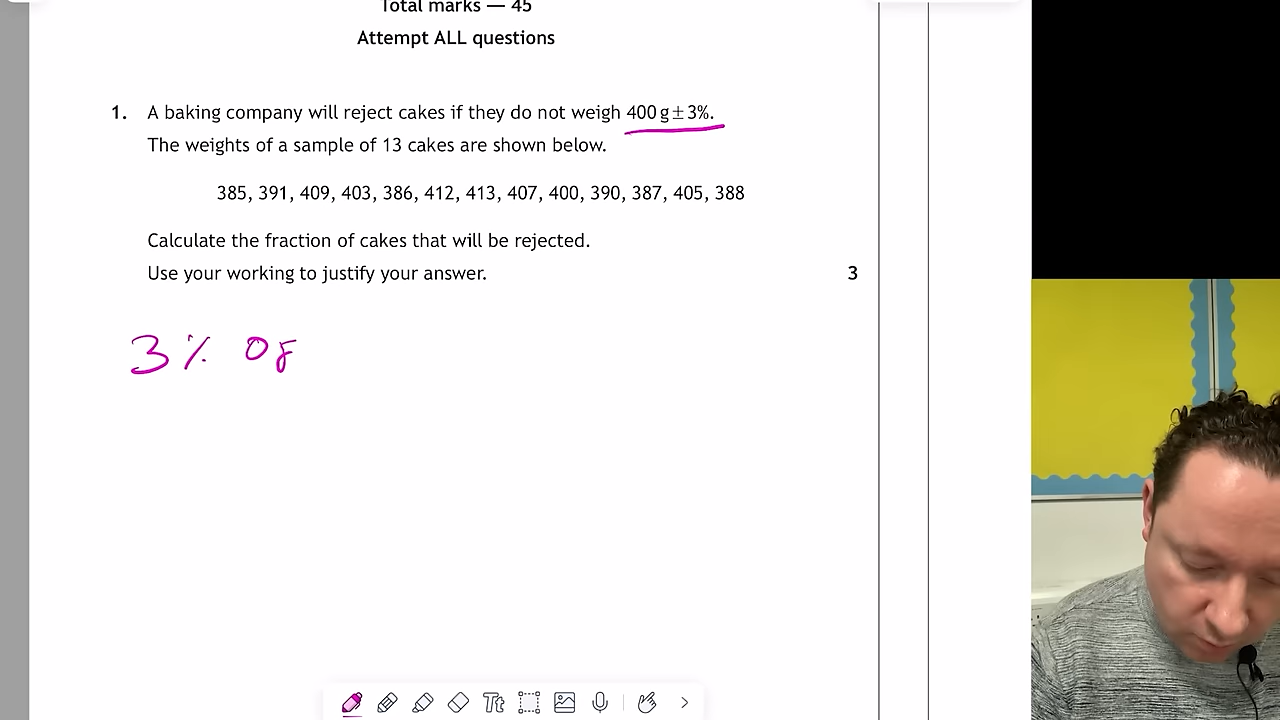 Total marks — 45
Attempt ALL questions
1. A baking company will reject cakes if they do not weigh 400 g ± 3%.
The weights of a sample of 13 cakes are shown below.
385, 391, 409, 403, 386, 412, 413, 407, 400, 390, 387, 405, 388
Calculate the fraction of cakes that will be rejected.
Use your working to justify your answer. 3
3% of
Tt